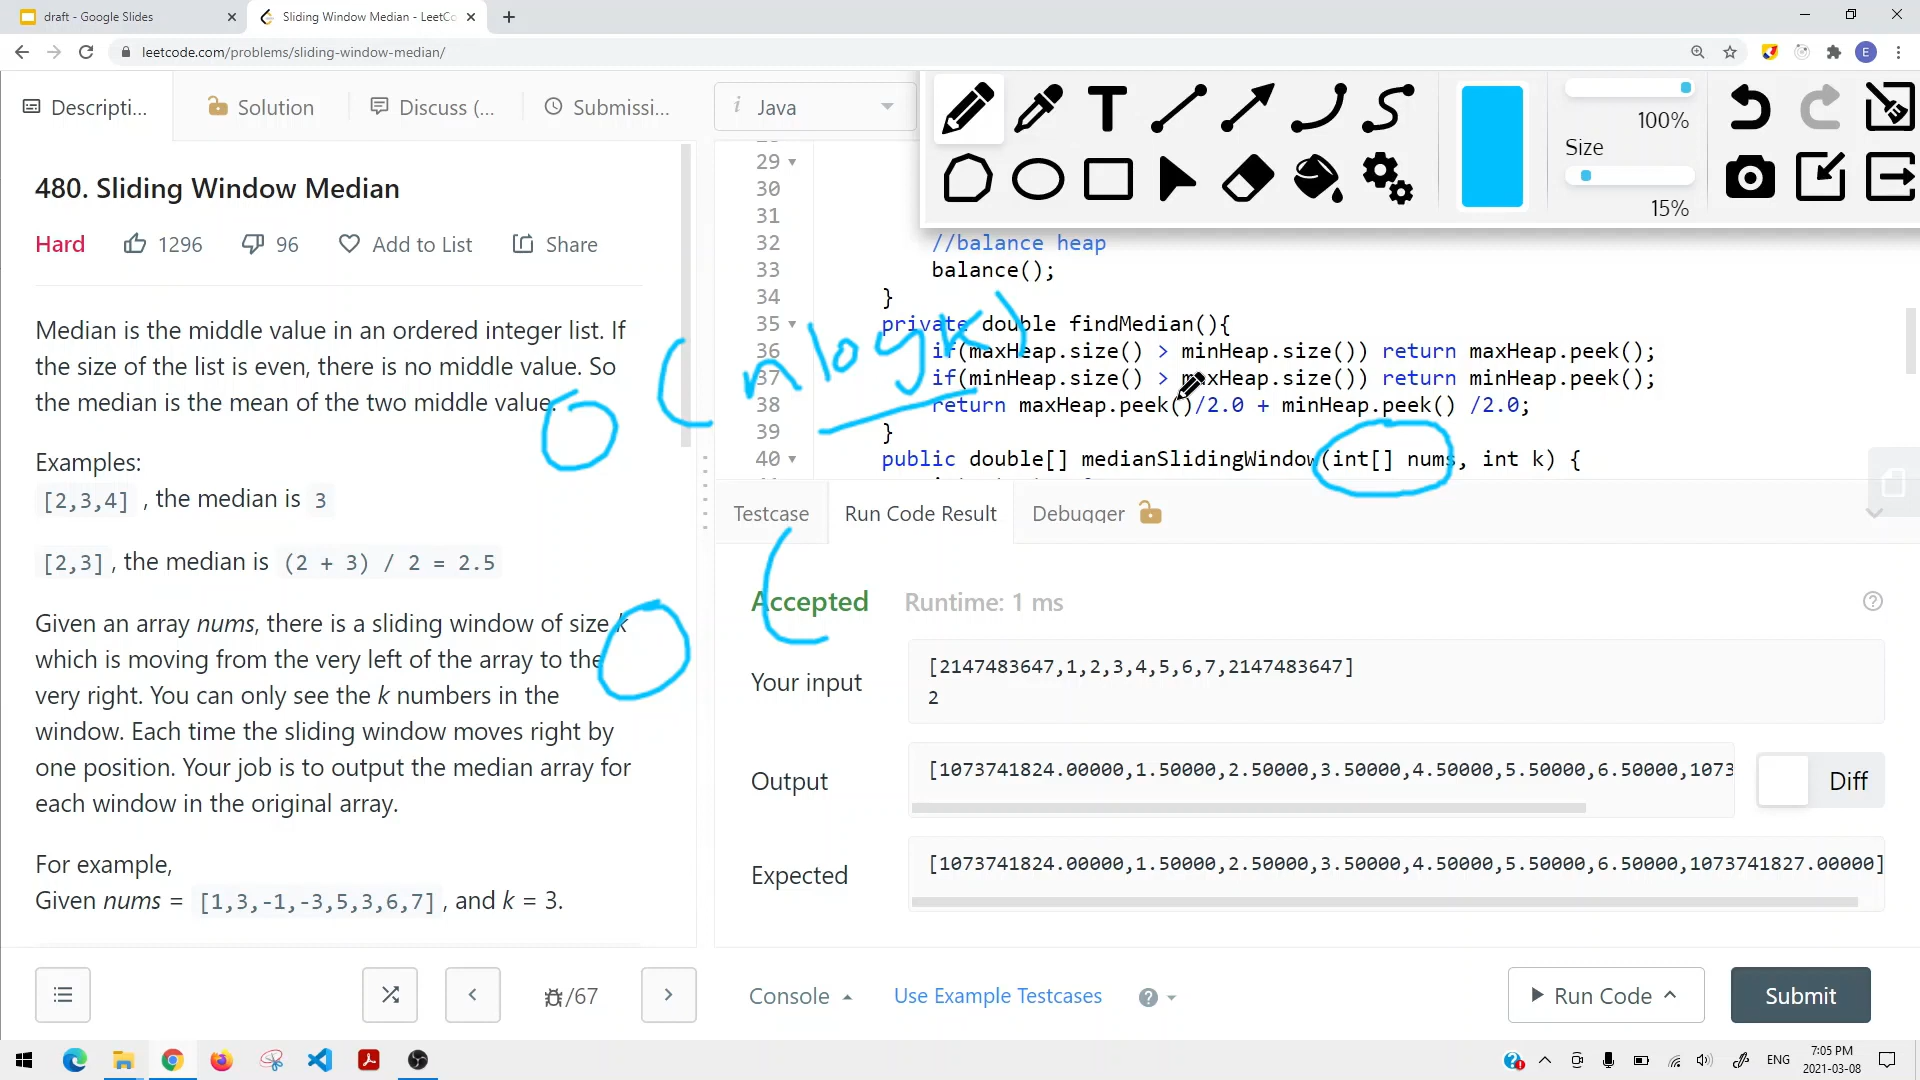 draft - Google Slides
Sliding Window Median - LeetCo
leetcode.com/problems/sliding-window-median/
E
Descripti...
Solution
Discuss (...
Submissi...
i Java
100%
Size
15%
480. Sliding Window Median
Hard
1296
96
Add to List
Share
Median is the middle value in an ordered integer list. If
the size of the list is even, there is no middle value. So
the median is the mean of the two middle value.
Examples:
[2,3,4] , the median is 3
[2,3] , the median is (2 + 3) / 2 = 2.5
Given an array nums, there is a sliding window of size k
which is moving from the very left of the array to the
very right. You can only see the k numbers in the
window. Each time the sliding window moves right by
one position. Your job is to output the median array for
each window in the original array.
For example,
Given nums = [1,3,-1,-3,5,3,6,7] , and k = 3.
29
30
31
32 //balance heap
33 balance();
34 }
35 private double findMedian(){
36 if(maxHeap.size() > minHeap.size()) return maxHeap.peek();
37 if(minHeap.size() > maxHeap.size()) return minHeap.peek();
38 return maxHeap.peek()/2.0 + minHeap.peek() /2.0;
39 }
40 public double[] medianSlidingWindow(int[] nums, int k) {
O(nlogk)
O(
Testcase
Run Code Result
Debugger
Accepted
Runtime: 1 ms
Your input
[2147483647,1,2,3,4,5,6,7,2147483647]
2
Output
[1073741824.00000,1.50000,2.50000,3.50000,4.50000,5.50000,6.50000,1073
Diff
Expected
[1073741824.00000,1.50000,2.50000,3.50000,4.50000,5.50000,6.50000,1073741827.00000]
/67
Console
Use Example Testcases
Run Code
Submit
ENG
7:05 PM
2021-03-08